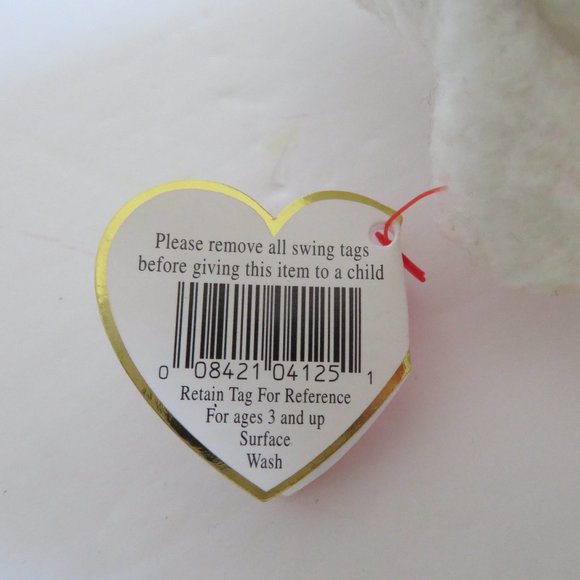 Please remove all swing tags
before giving this item to a child
0 08421 04125 1
Retain Tag For Reference
For ages 3 and up
Surface
Wash